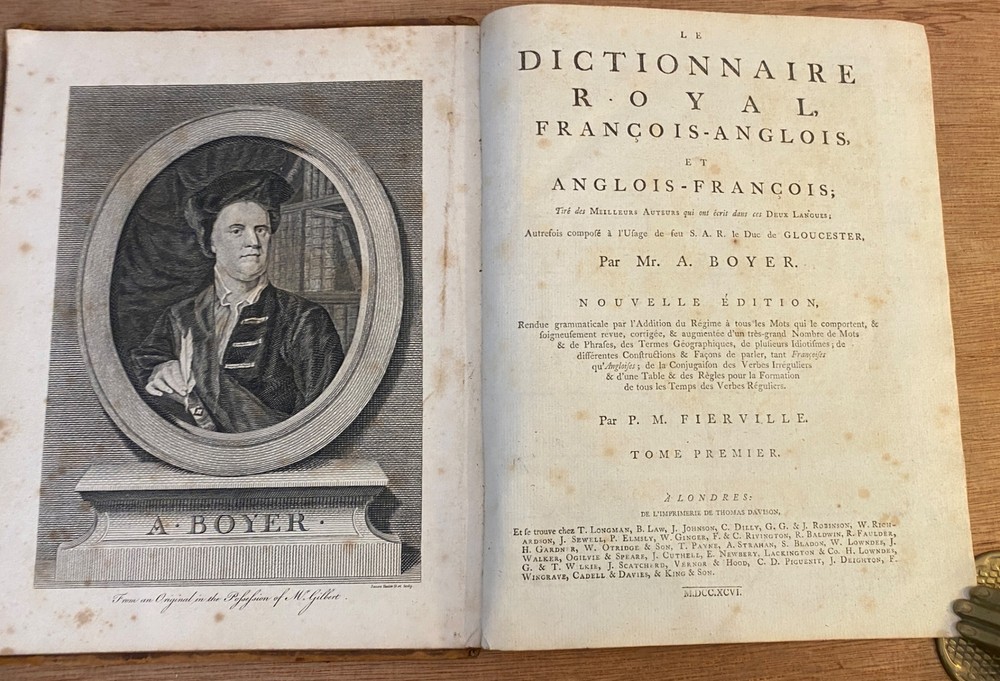 A · BOYER ·
From an Original in the Possession of Mr. Gilbert.
LE
DICTIONNAIRE
ROYAL,
FRANÇOIS-ANGLOIS,
ET
ANGLOIS-FRANÇOIS;
Tiré des MEILLEURS AUTEURS qui ont écrit dans ces DEUX LANGUES;
Autrefois composé à l'Uſage de feu S. A. R. le Duc de GLOUCESTER,
Par Mr. A. BOYER.
NOUVELLE ÉDITION,
Rendue grammaticale par l'Addition du Régime à tous les Mots qui le comportent, &
ſoigneuſement revue, corrigée, & augmentée d'un très-grand Nombre de Mots
& de Phraſes, des Termes Géographiques, de pluſieurs Idiotiſmes; de
différentes Conſtructions & Façons de parler, tant Françoiſes
qu'Angloiſes; de la Conjugaiſon des Verbes Irréguliers
& d'une Table & des Règles pour la Formation
de tous les Temps des Verbes Réguliers.
Par P. M. FIERVILLE.
TOME PREMIER.
À LONDRES:
DE L'IMPRIMERIE DE THOMAS DAVISON,
Et ſe trouve chez T. LONGMAN, B. LAW, J. JOHNSON, C. DILLY, G. G. & J. ROBINSON, W. RICH-
ARDSON, J. SEWELL, P. ELMSLY, W. GINGER, F. & C. RIVINGTON, R. BALDWIN, R. FAULDER,
H. GARDNER, W. OTRIDGE & SON, T. PAYNE, A. STRAHAN, S. BLADON, W. LOWNDES, J.
WALKER, OGILVIE & SPEARE, J. CUTHELL, E. NEWBERY, LACKINGTON & CO. H. LOWNDES,
G. & T. WILKIE, J. SCATCHERD, VERNOR & HOOD, C. D. PIGUENIT, J. DEIGHTON, F.
WINGRAVE, CADELL & DAVIES, & KING & SON.
M.DCC.XCVI.